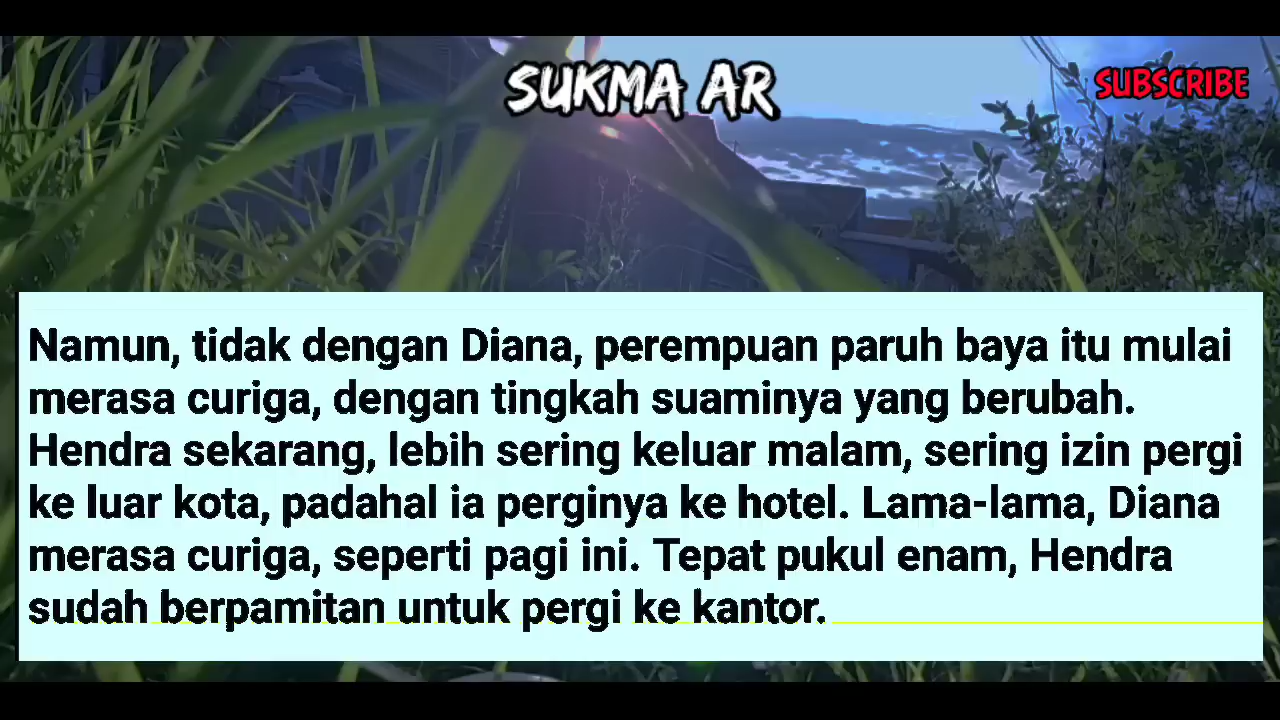 SUKMA AR
SUBSCRIBE
Namun, tidak dengan Diana, perempuan paruh baya itu mulai
merasa curiga, dengan tingkah suaminya yang berubah.
Hendra sekarang, lebih sering keluar malam, sering izin pergi
ke luar kota, padahal ia perginya ke hotel. Lama-lama, Diana
merasa curiga, seperti pagi ini. Tepat pukul enam, Hendra
sudah berpamitan untuk pergi ke kantor.